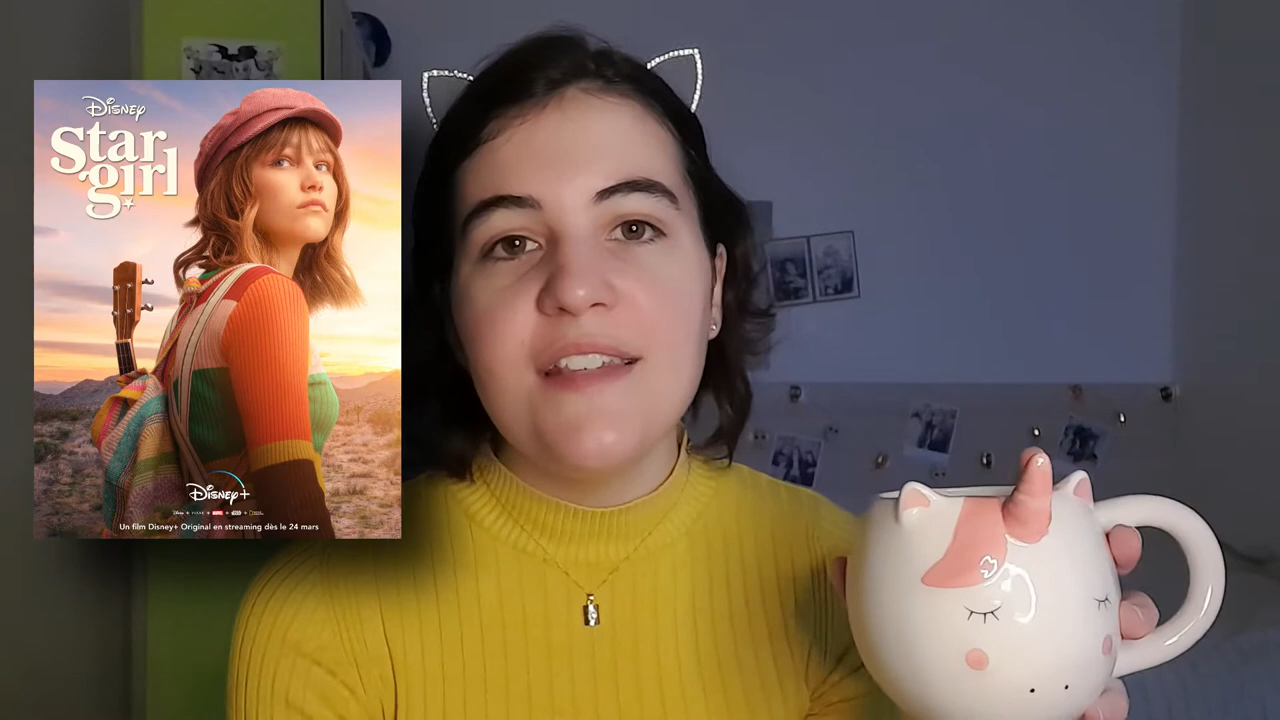 Disney
Star
girl
Disney+
Un film Disney+ Original en streaming dès le 24 mars